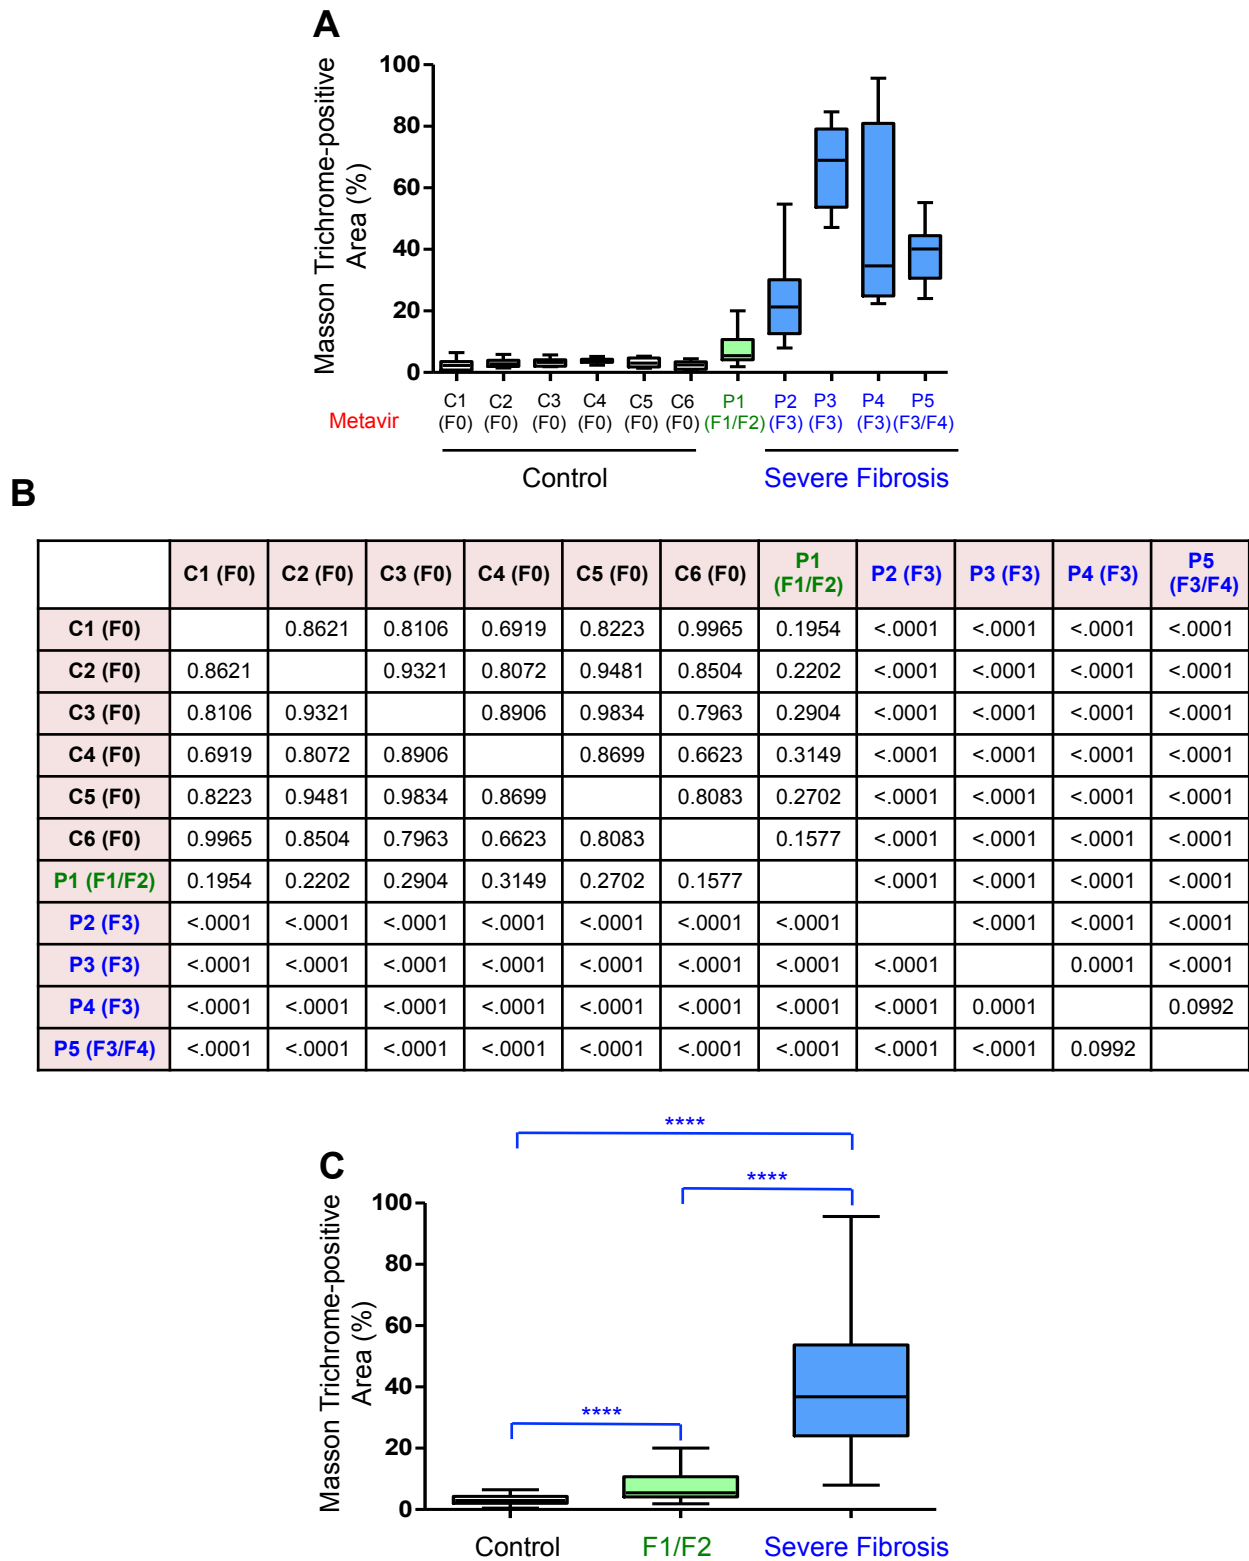 A
Masson Trichrome-positive
Area (%)
100
80
60
40
20
0
Metavir
C1 C2 C3 C4 C5 C6 P1 P2 P3 P4 P5
(F0) (F0) (F0) (F0) (F0) (F0) (F1/F2) (F3) (F3) (F3) (F3/F4)
Control Severe Fibrosis
B
C1 (F0) C2 (F0) C3 (F0) C4 (F0) C5 (F0) C6 (F0) P1 (F1/F2) P2 (F3) P3 (F3) P4 (F3) P5 (F3/F4)
C1 (F0) 0.8621 0.8106 0.6919 0.8223 0.9965 0.1954 <.0001 <.0001 <.0001 <.0001
C2 (F0) 0.8621 0.9321 0.8072 0.9481 0.8504 0.2202 <.0001 <.0001 <.0001 <.0001
C3 (F0) 0.8106 0.9321 0.8906 0.9834 0.7963 0.2904 <.0001 <.0001 <.0001 <.0001
C4 (F0) 0.6919 0.8072 0.8906 0.8699 0.6623 0.3149 <.0001 <.0001 <.0001 <.0001
C5 (F0) 0.8223 0.9481 0.9834 0.8699 0.8083 0.2702 <.0001 <.0001 <.0001 <.0001
C6 (F0) 0.9965 0.8504 0.7963 0.6623 0.8083 0.1577 <.0001 <.0001 <.0001 <.0001
P1 (F1/F2) 0.1954 0.2202 0.2904 0.3149 0.2702 0.1577 <.0001 <.0001 <.0001 <.0001
P2 (F3) <.0001 <.0001 <.0001 <.0001 <.0001 <.0001 <.0001 <.0001 <.0001 <.0001
P3 (F3) <.0001 <.0001 <.0001 <.0001 <.0001 <.0001 <.0001 <.0001 0.0001 <.0001
P4 (F3) <.0001 <.0001 <.0001 <.0001 <.0001 <.0001 <.0001 <.0001 0.0001 0.0992
P5 (F3/F4) <.0001 <.0001 <.0001 <.0001 <.0001 <.0001 <.0001 <.0001 <.0001 0.0992
C
Masson Trichrome-positive
Area (%)
100
80
60
40
20
0
****
****
****
Control F1/F2 Severe Fibrosis